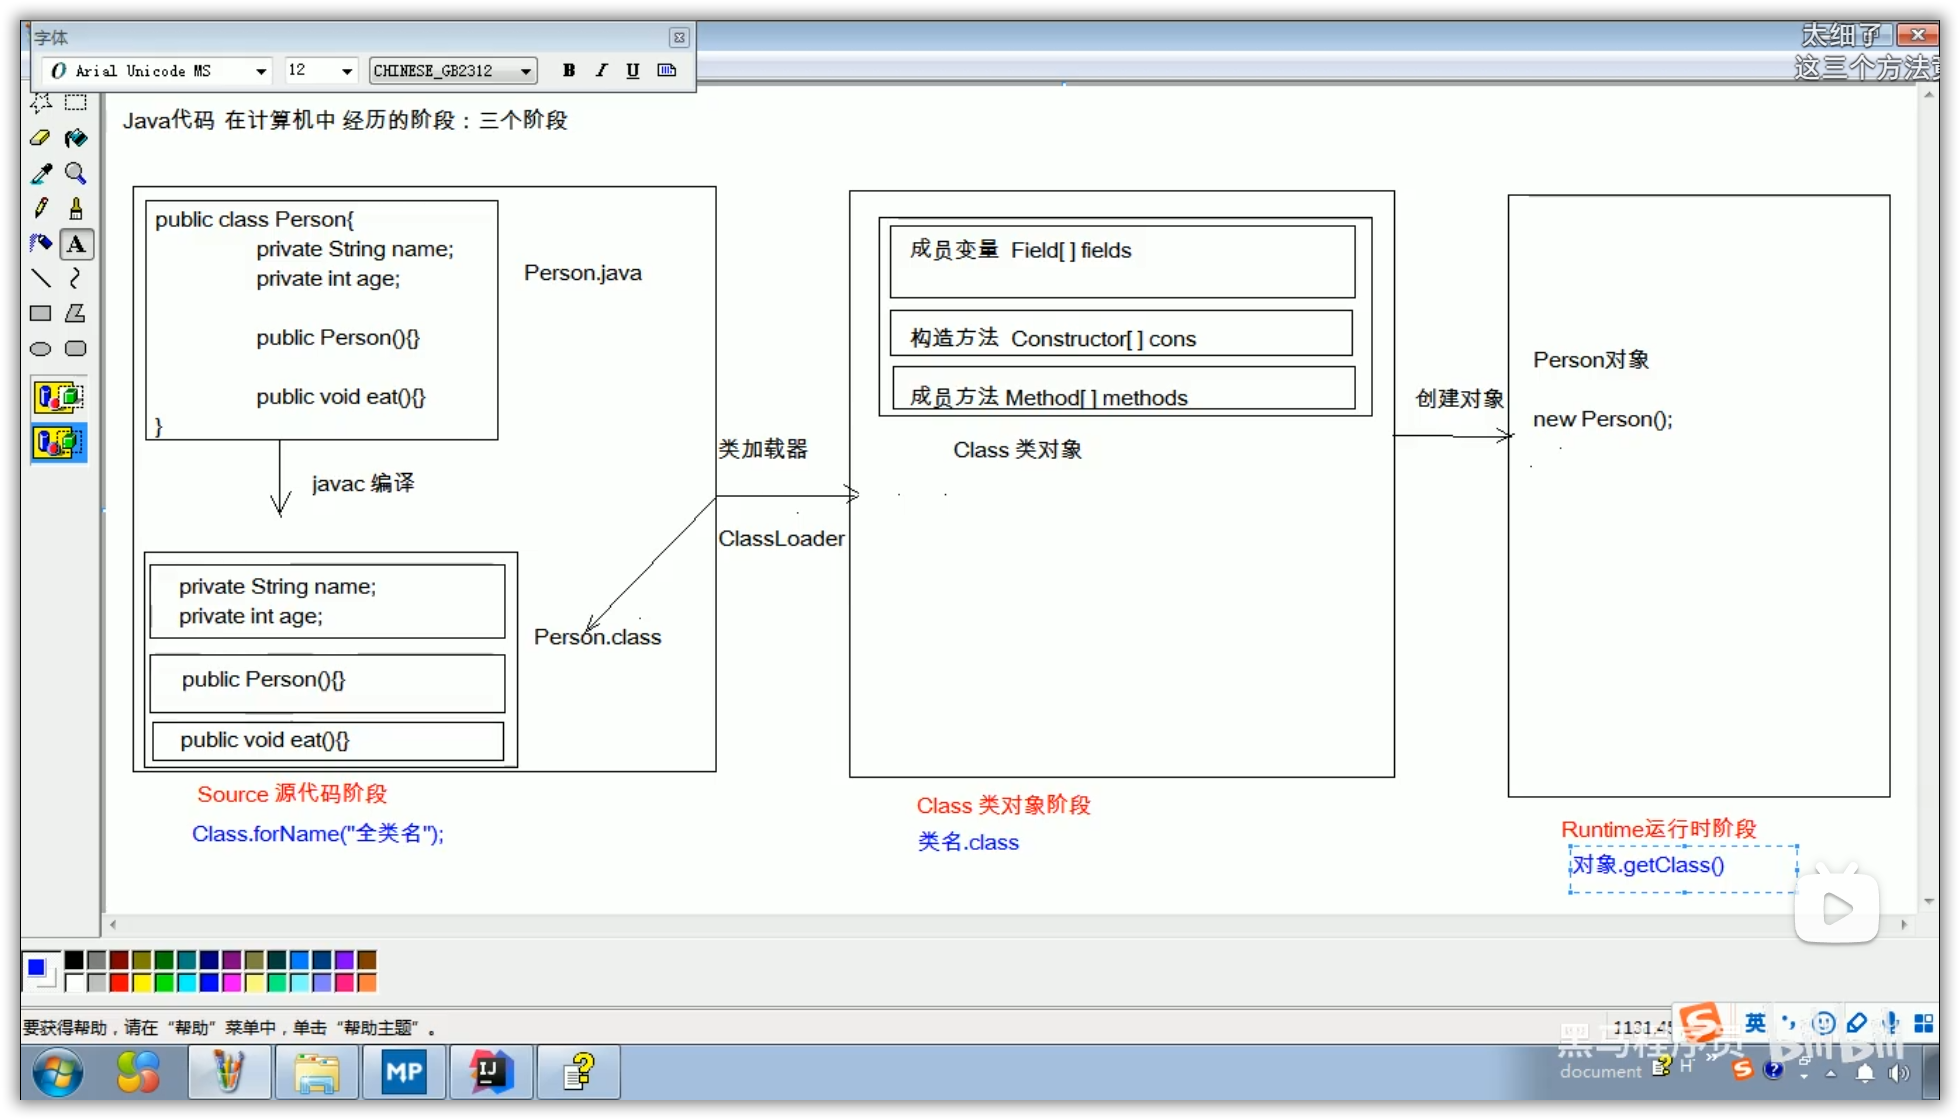 字体
太细了
Arial Unicode MS
12
CHINESE_GB2312
B I U
这三个方法
Java代码 在计算机中 经历的阶段：三个阶段
public class Person{
private String name;
private int age;
public Person(){}
public void eat(){}
}
Person.java
javac 编译
private String name;
private int age;
public Person(){}
public void eat(){}
Person.class
Source 源代码阶段
Class.forName("全类名");
类加载器
ClassLoader
成员变量 Field[ ] fields
构造方法 Constructor[ ] cons
成员方法 Method[ ] methods
Class 类对象
Class 类对象阶段
类名.class
创建对象
Person对象
new Person();
Runtime运行时阶段
对象.getClass()
要获得帮助，请在“帮助”菜单中，单击“帮助主题”。
英
黑马程序员
bilibili
document
MP
IJ